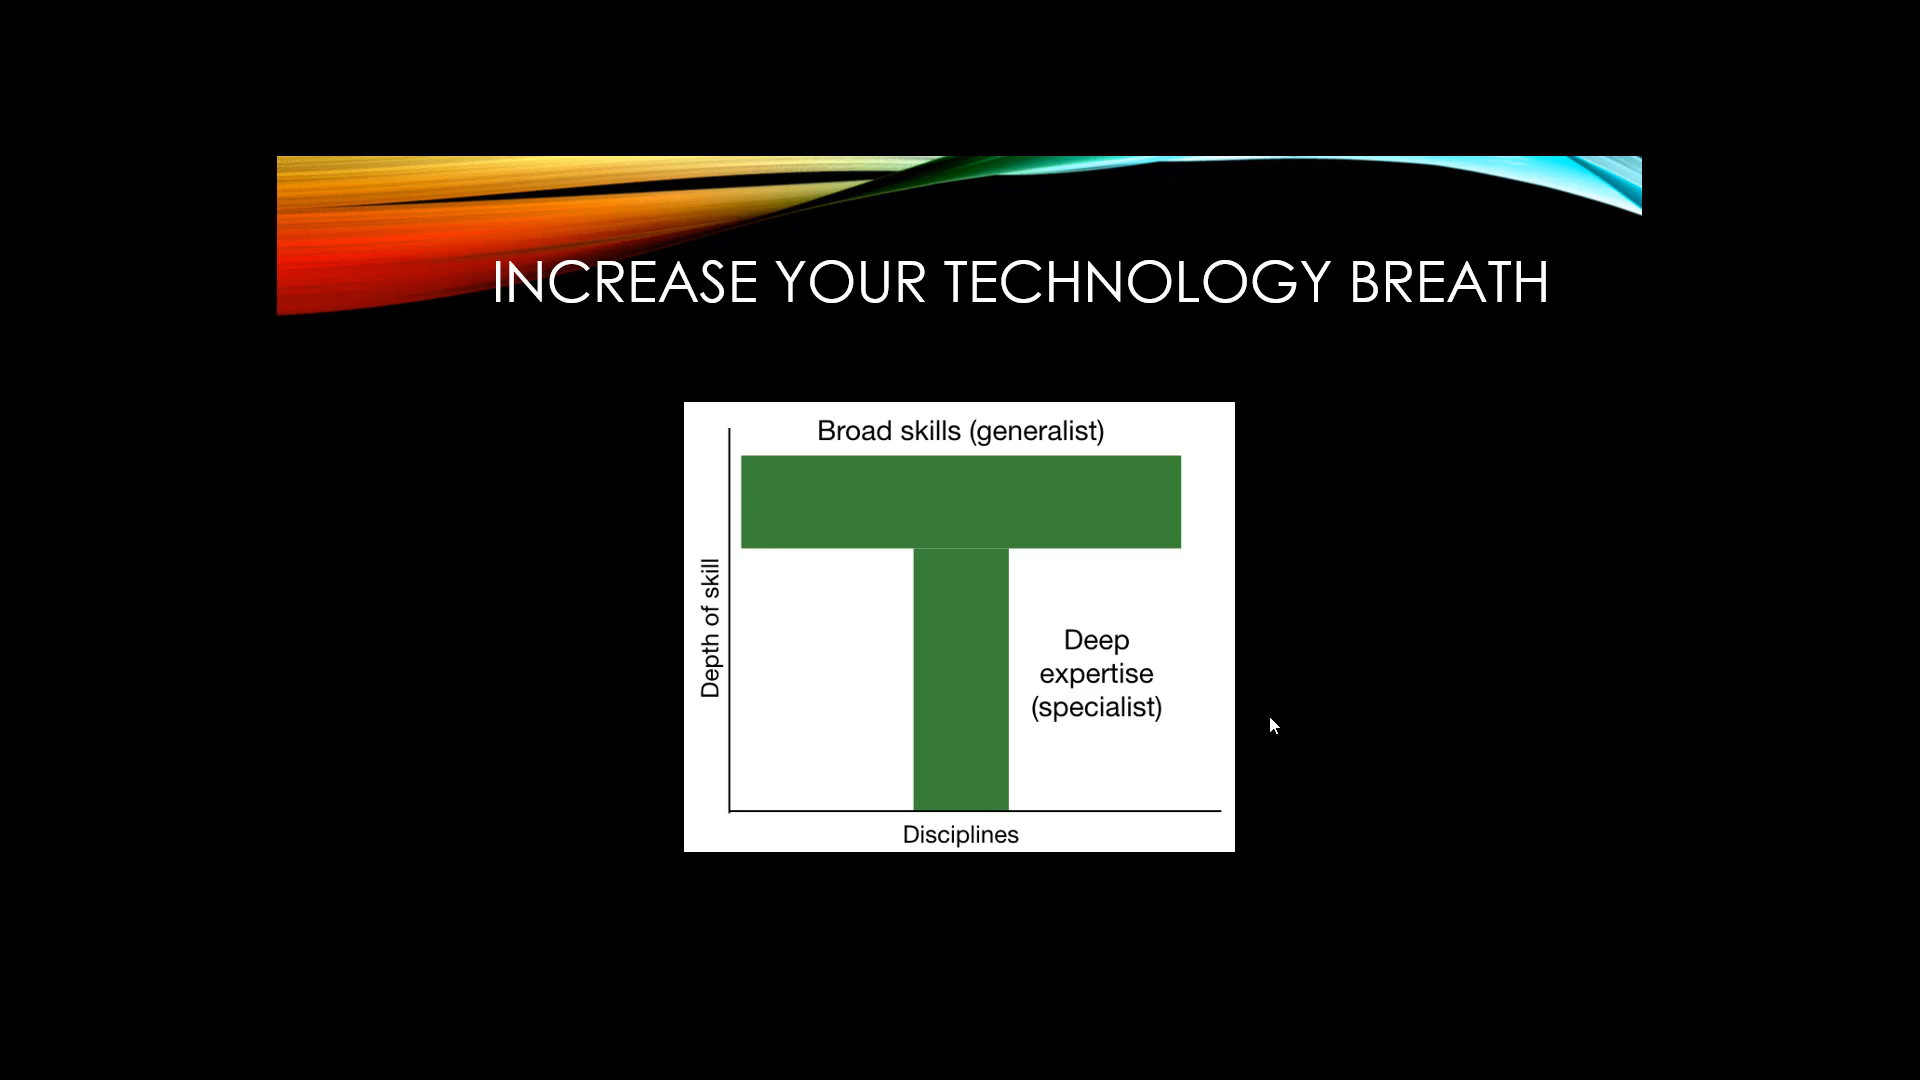 INCREASE YOUR TECHNOLOGY BREATH
Broad skills (generalist)
Depth of skill
Deep
expertise
(specialist)
Disciplines